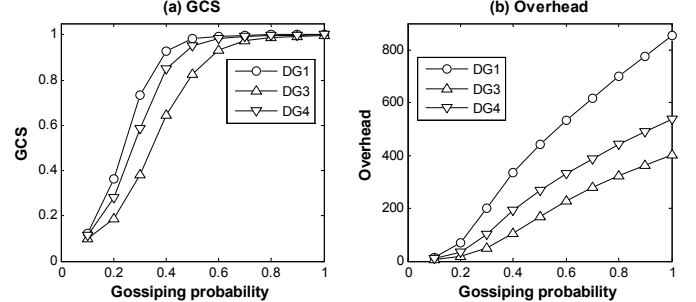 (a) GCS
1
0.8
0.6
0.4
0.2
0
0
0.2
0.4
0.6
0.8
1
GCS
Gossiping probability
DG1
DG3
DG4
(b) Overhead
800
600
400
200
0
0
0.2
0.4
0.6
0.8
1
Overhead
Gossiping probability
DG1
DG3
DG4